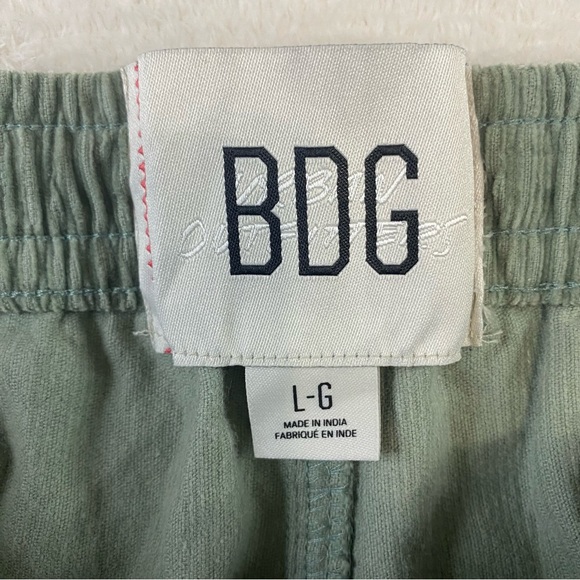 BDG
URBAN
OUTFITTERS
L-G
MADE IN INDIA
FABRIQUÉ EN INDE